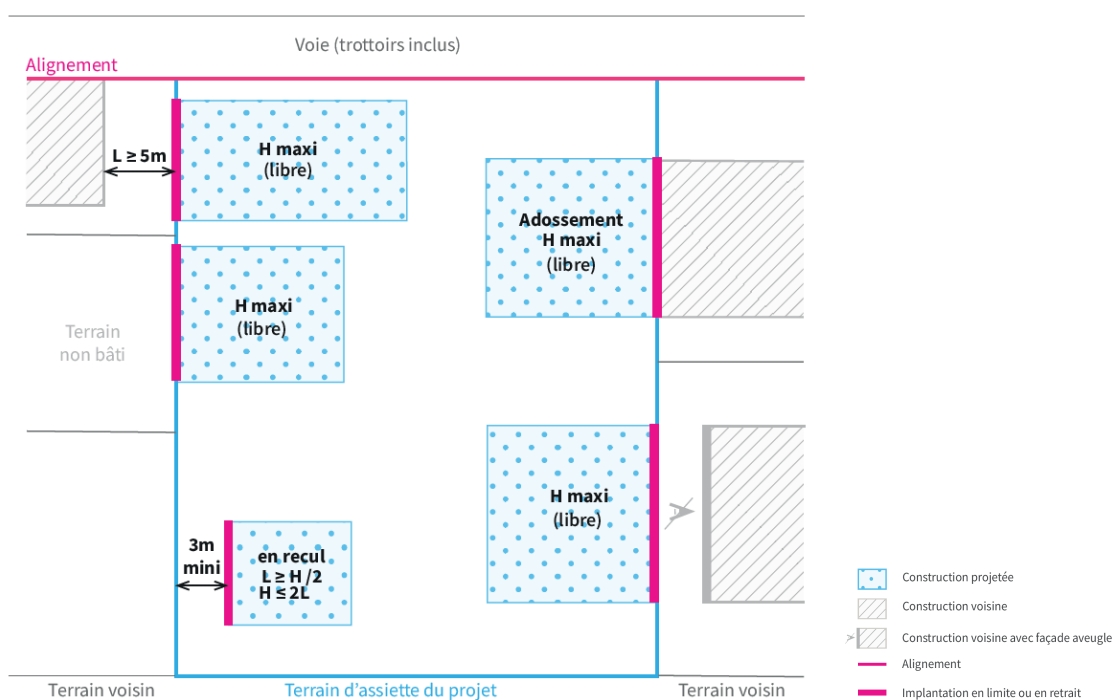 Voie (trottoirs inclus)
Alignement
L ≥ 5m
H maxi
(libre)
Adossement
H maxi
(libre)
H maxi
(libre)
Terrain
non bâti
H maxi
(libre)
3m
mini
en recul
L ≥ H /2
H ≤ 2L
Construction projetée
Construction voisine
Construction voisine avec façade aveugle
Alignement
Implantation en limite ou en retrait
Terrain voisin
Terrain d’assiette du projet
Terrain voisin